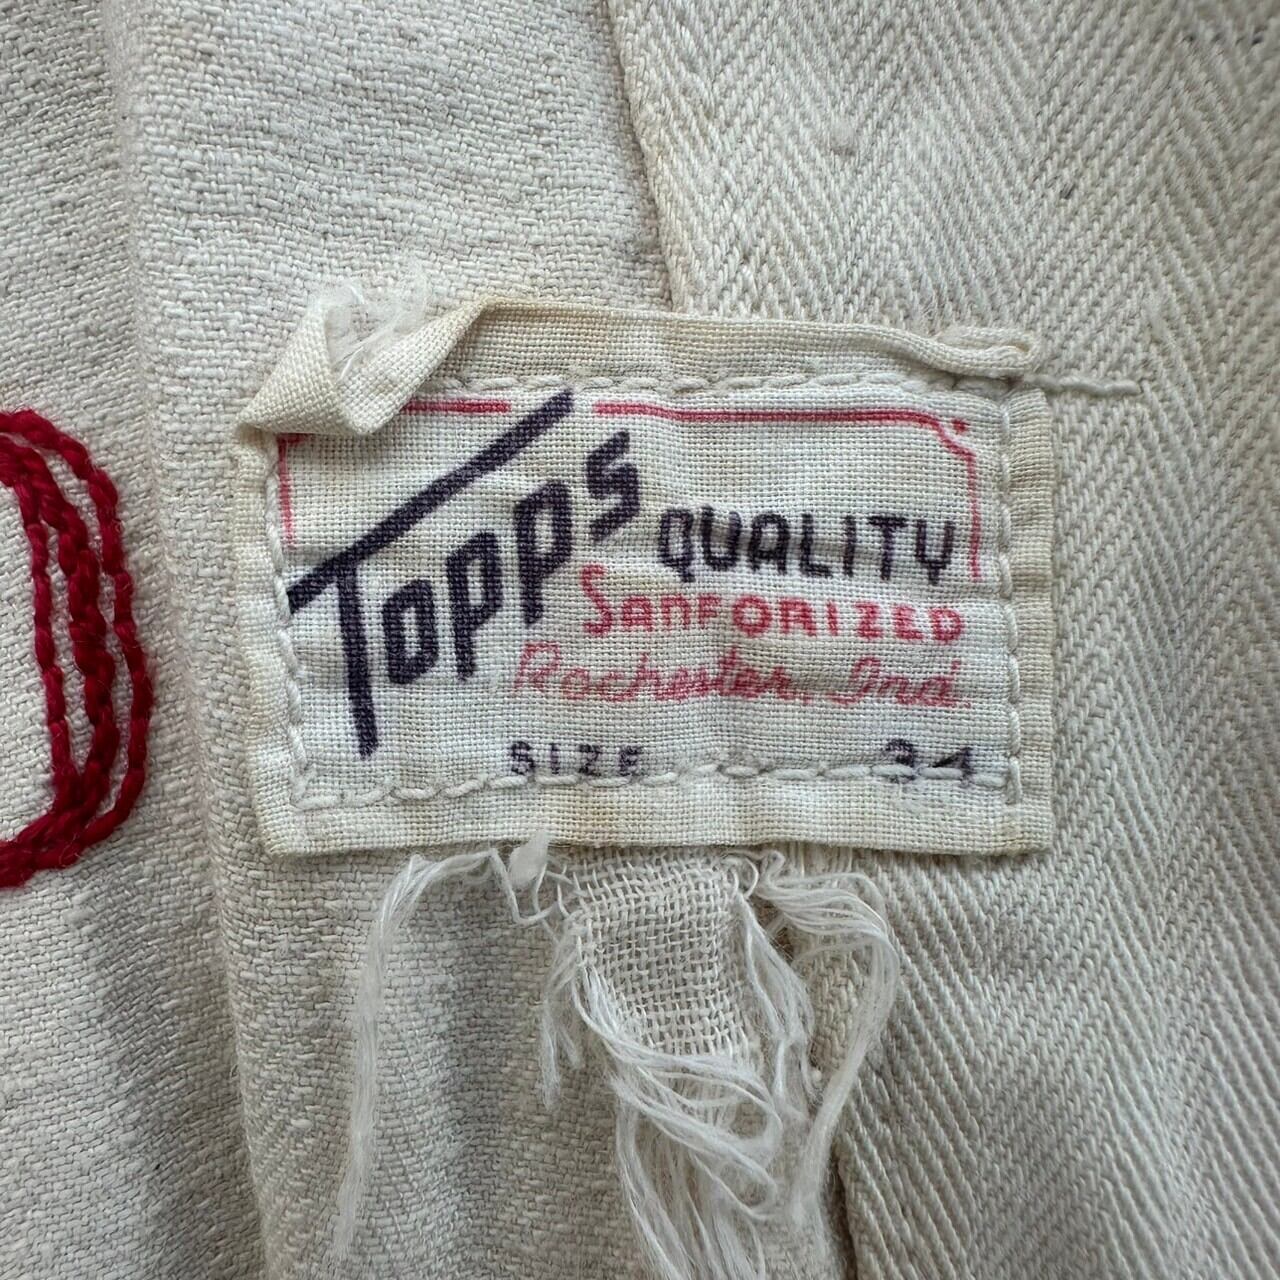 Topps QUALITY
SANFORIZED
Rochester, Ind.
SIZE 34